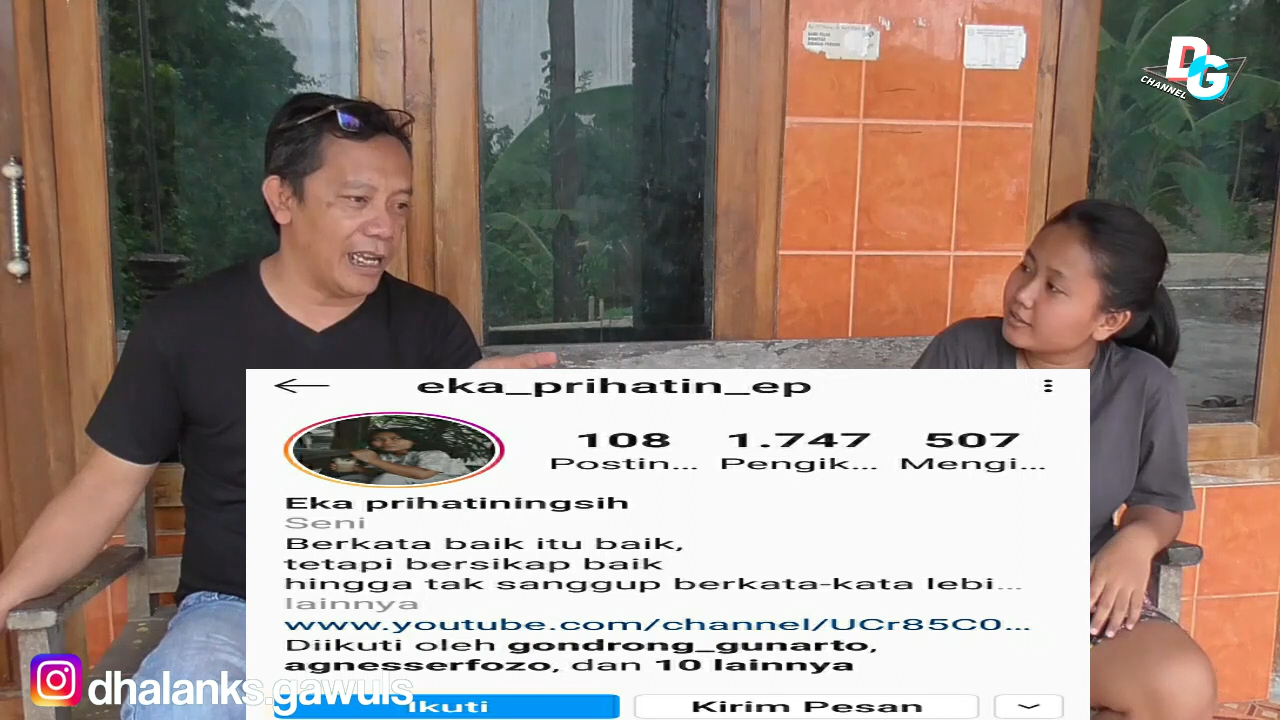 DG
CHANNEL
eka_prihatin_ep
108 1.747 507
Postin... Pengik... Mengi...
Eka prihatiningsih
Seni
Berkata baik itu baik,
tetapi bersikap baik
hingga tak sanggup berkata-kata lebi...
lainnya
www.youtube.com/channel/UCr85C0...
Diikuti oleh gondrong_gunarto,
agnesserfozo, dan 10 lainnya
Ikuti Kirim Pesan
dhalanks.gawuls